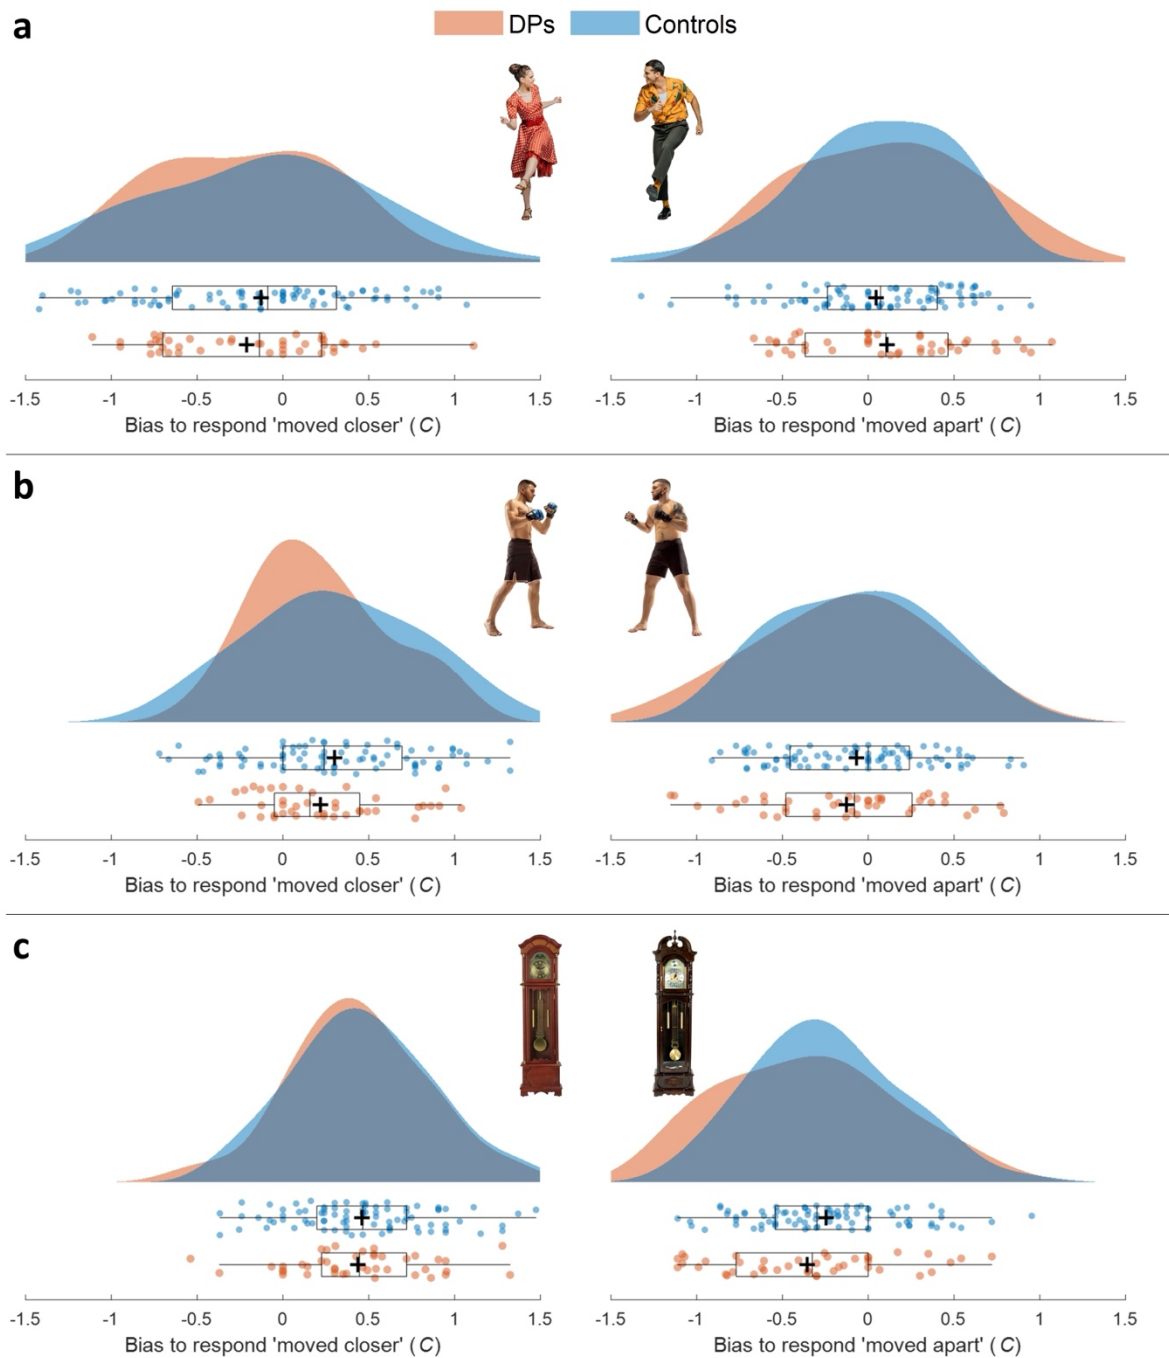 a
DPs Controls
-1.5 -1 -0.5 0 0.5 1 1.5 -1.5 -1 -0.5 0 0.5 1 1.5
Bias to respond 'moved closer' (C) Bias to respond 'moved apart' (C)
b
-1.5 -1 -0.5 0 0.5 1 1.5 -1.5 -1 -0.5 0 0.5 1 1.5
Bias to respond 'moved closer' (C) Bias to respond 'moved apart' (C)
c
-1.5 -1 -0.5 0 0.5 1 1.5 -1.5 -1 -0.5 0 0.5 1 1.5
Bias to respond 'moved closer' (C) Bias to respond 'moved apart' (C)